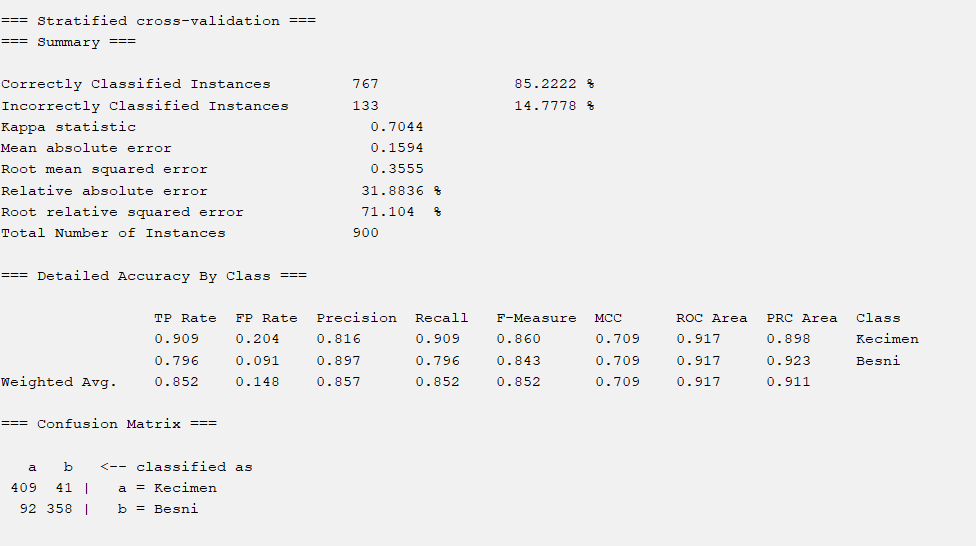 === Stratified cross-validation ===
=== Summary ===
Correctly Classified Instances         767               85.2222 %
Incorrectly Classified Instances       133               14.7778 %
Kappa statistic                          0.7044
Mean absolute error                      0.1594
Root mean squared error                  0.3555
Relative absolute error                 31.8836 %
Root relative squared error             71.104  %
Total Number of Instances              900
=== Detailed Accuracy By Class ===
                 TP Rate  FP Rate  Precision  Recall   F-Measure  MCC      ROC Area  PRC Area  Class
                 0.909    0.204    0.816      0.909    0.860      0.709    0.917     0.898     Kecimen
                 0.796    0.091    0.897      0.796    0.843      0.709    0.917     0.923     Besni
Weighted Avg.    0.852    0.148    0.857      0.852    0.852      0.709    0.917     0.911
=== Confusion Matrix ===
   a   b   <-- classified as
 409  41 |   a = Kecimen
  92 358 |   b = Besni